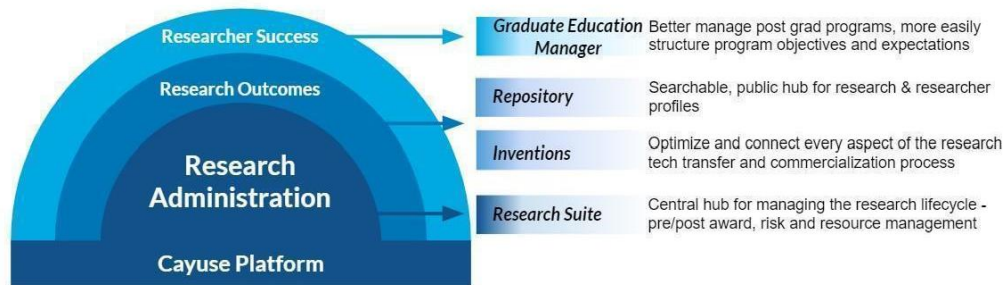 Researcher Success
Research Outcomes
Research
Administration
Cayuse Platform
Graduate Education
Manager
Better manage post grad programs, more easily
structure program objectives and expectations
Repository
Searchable, public hub for research & researcher
profiles
Inventions
Optimize and connect every aspect of the research
tech transfer and commercialization process
Research Suite
Central hub for managing the research lifecycle -
pre/post award, risk and resource management